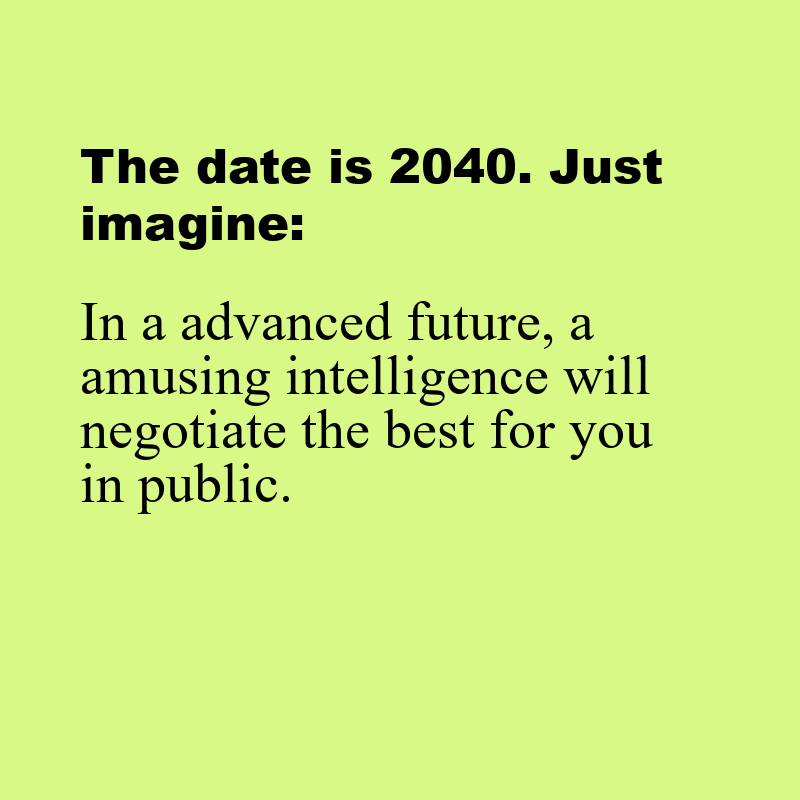 The date is 2040. Just
imagine:
In a advanced future, a
amusing intelligence will
negotiate the best for you
in public.